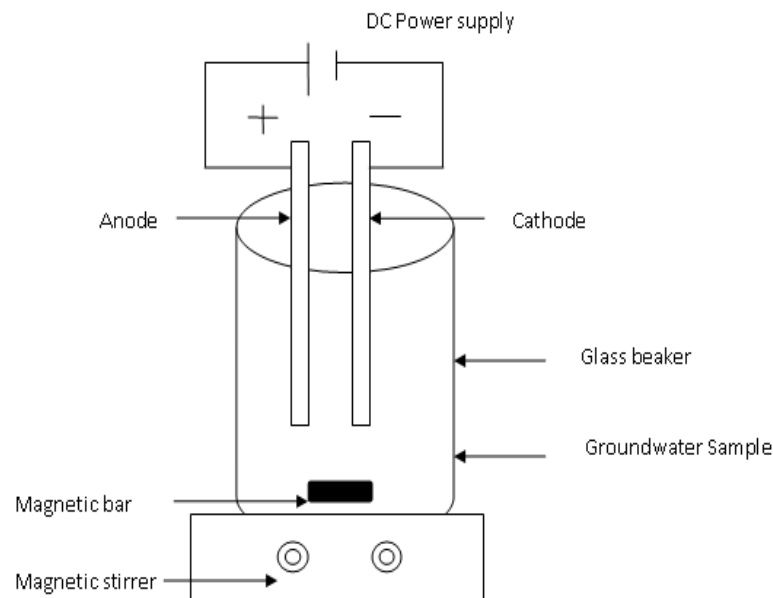 DC Power supply
+ —
Anode
Cathode
Glass beaker
Groundwater Sample
Magnetic bar
Magnetic stirrer